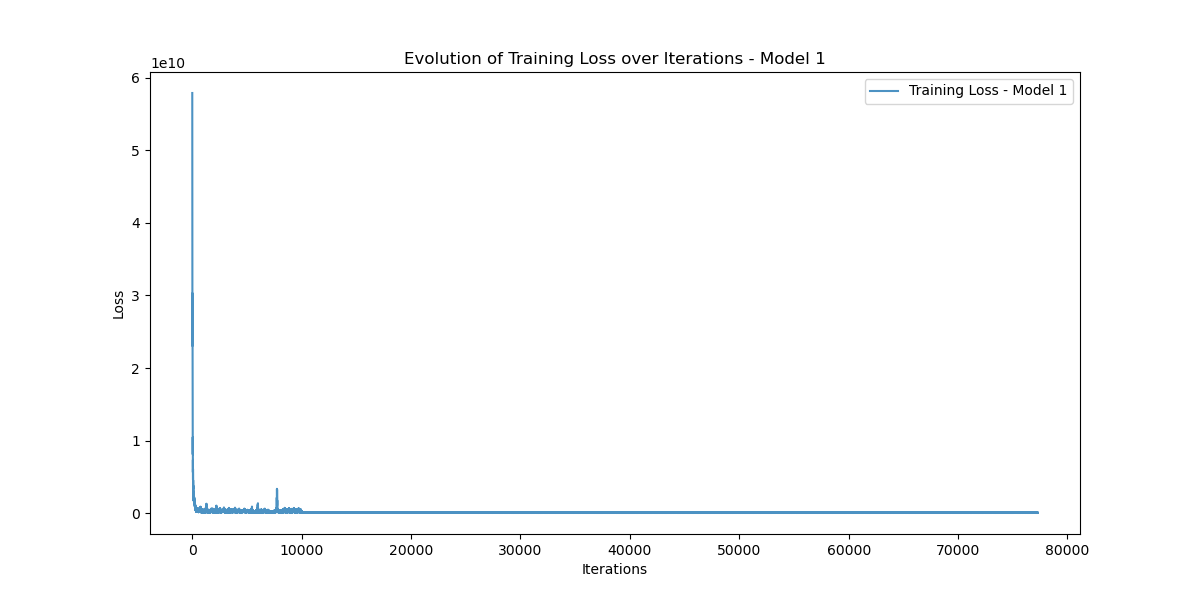 Evolution of Training Loss over Iterations - Model 1
1e10
6
5
4
3
2
1
0
Loss
Training Loss - Model 1
0 10000 20000 30000 40000 50000 60000 70000 80000
Iterations